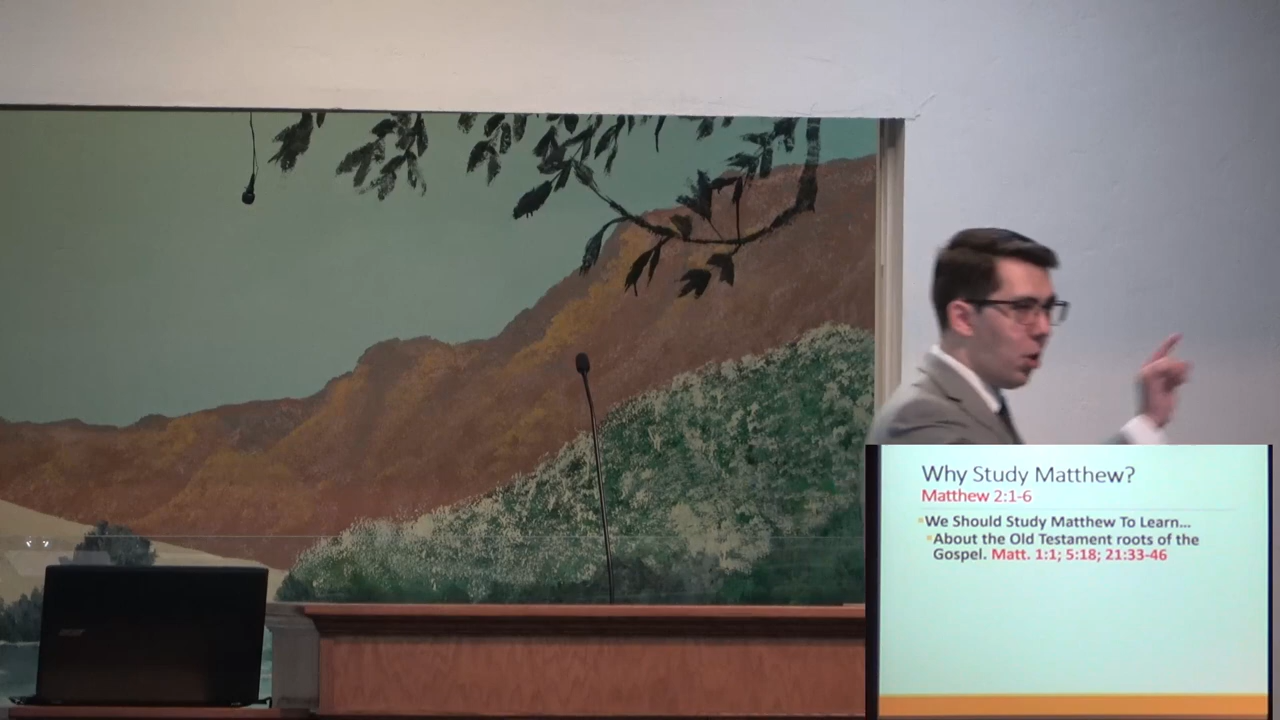 Why Study Matthew?
Matthew 2:1-6
We Should Study Matthew To Learn...
About the Old Testament roots of the
Gospel. Matt. 1:1; 5:18; 21:33-46
acer